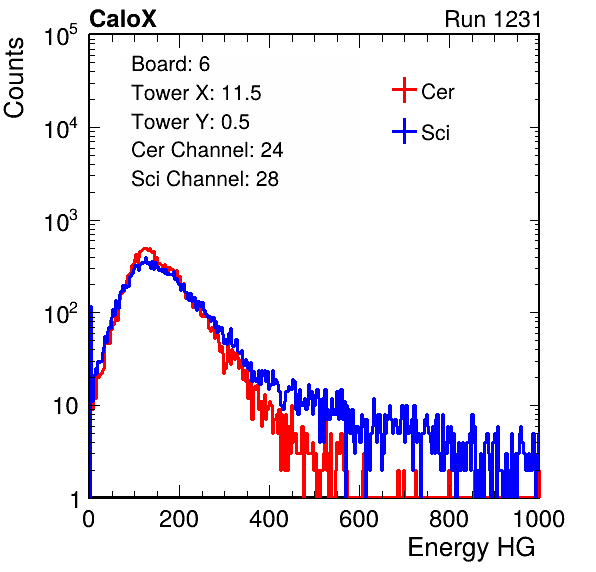 CaloX Run 1231
Counts
Board: 6
Tower X: 11.5
Tower Y: 0.5
Cer Channel: 24
Sci Channel: 28
Cer
Sci
10^5
10^4
10^3
10^2
10
1
0 200 400 600 800 1000
Energy HG